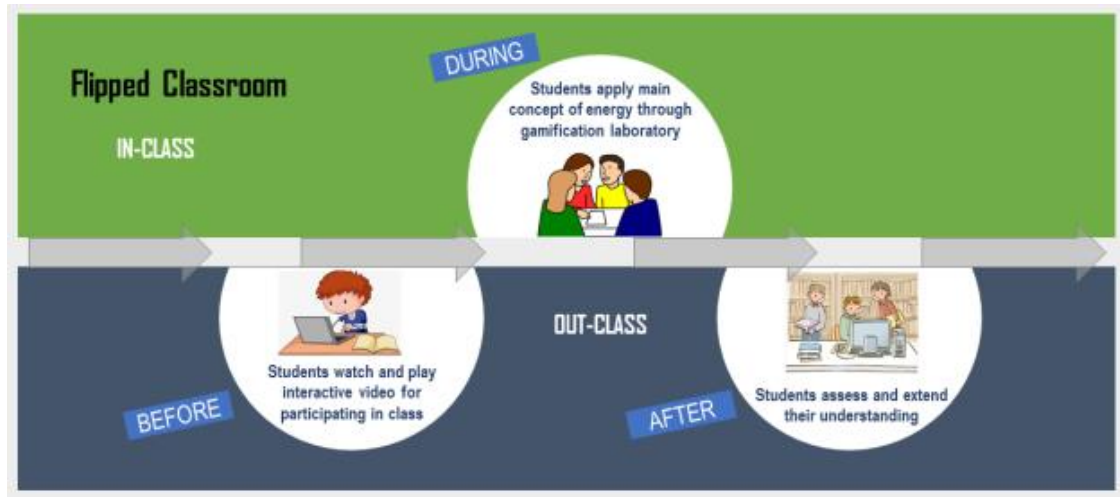 Flipped Classroom
IN-CLASS
DURING
Students apply main
concept of energy through
gamification laboratory
BEFORE
Students watch and play
interactive video for
participating in class
OUT-CLASS
AFTER
Students assess and extend
their understanding